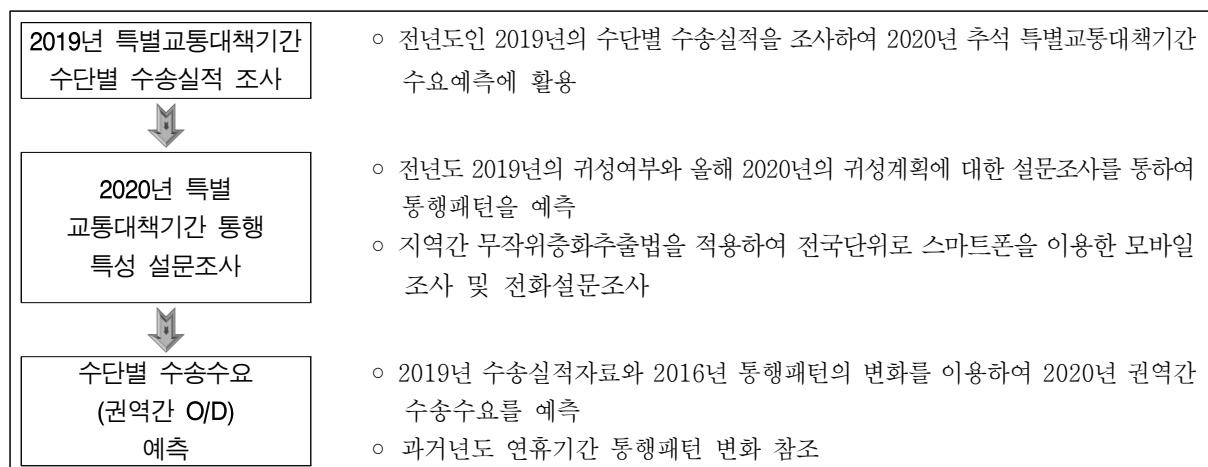 2019년 특별교통대책기간
수단별 수송실적 조사
○ 전년도인 2019년의 수단별 수송실적을 조사하여 2020년 추석 특별교통대책기간
수요예측에 활용
2020년 특별
교통대책기간 통행
특성 설문조사
○ 전년도 2019년의 귀성여부와 올해 2020년의 귀성계획에 대한 설문조사를 통하여
통행패턴을 예측
○ 지역간 무작위층화추출법을 적용하여 전국단위로 스마트폰을 이용한 모바일
조사 및 전화설문조사
수단별 수송수요
(권역간 O/D)
예측
○ 2019년 수송실적자료와 2016년 통행패턴의 변화를 이용하여 2020년 권역간
수송수요를 예측
○ 과거년도 연휴기간 통행패턴 변화 참조